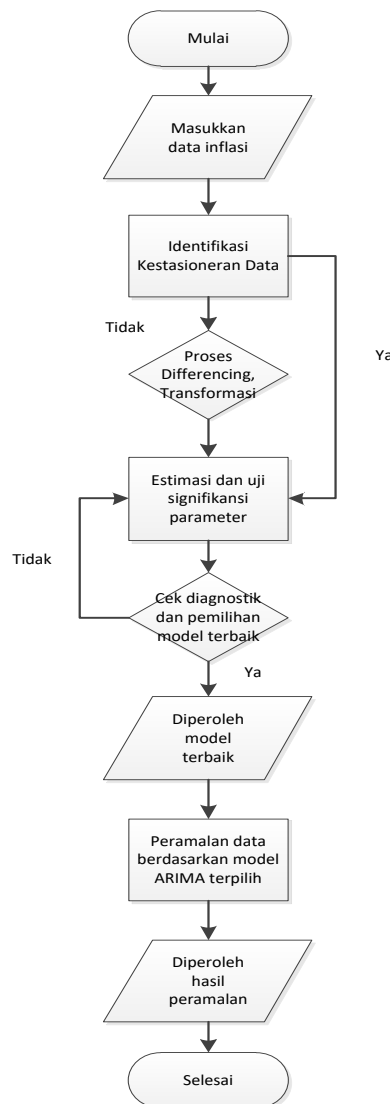 Mulai
Masukkan
data inflasi
Identifikasi
Kestasioneran Data
Tidak
Ya
Proses
Differencing,
Transformasi
Estimasi dan uji
signifikansi
parameter
Tidak
Cek diagnostik
dan pemilihan
model terbaik
Ya
Diperoleh
model
terbaik
Peramalan data
berdasarkan model
ARIMA terpilih
Diperoleh
hasil
peramalan
Selesai